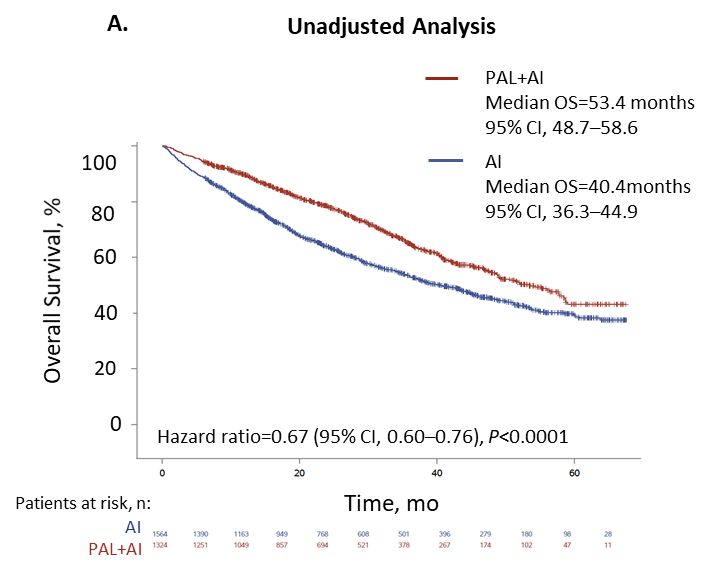 A.
Unadjusted Analysis
PAL+AI
Median OS=53.4 months
95% CI, 48.7–58.6
AI
Median OS=40.4months
95% CI, 36.3–44.9
Overall Survival, %
100
80
60
40
20
0
Hazard ratio=0.67 (95% CI, 0.60–0.76), P<0.0001
0 20 40 60
Time, mo
Patients at risk, n:
AI 1564 1390 1163 949 768 608 501 396 279 180 98 28
PAL+AI 1324 1251 1049 857 694 521 378 267 174 102 47 11